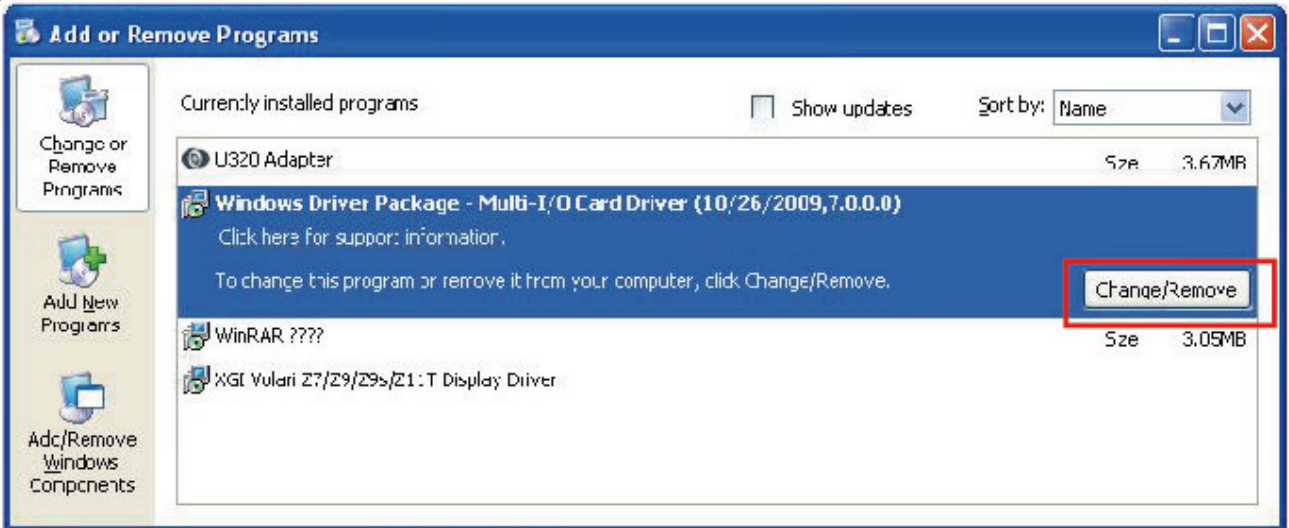 Add or Remove Programs
Change or
Remove
Programs
Add New
Programs
Add/Remove
Windows
Components
Currently installed programs
Show updates
Sort by: Name
U320 Adapter Size 3.67MB
Windows Driver Package - Multi-I/O Card Driver (10/26/2009,7.0.0.0)
Click here for support information.
To change this program or remove it from your computer, click Change/Remove.
Change/Remove
WinRAR ???? Size 3.05MB
XGI Volari Z7/Z9/Z9s/Z11T Display Driver